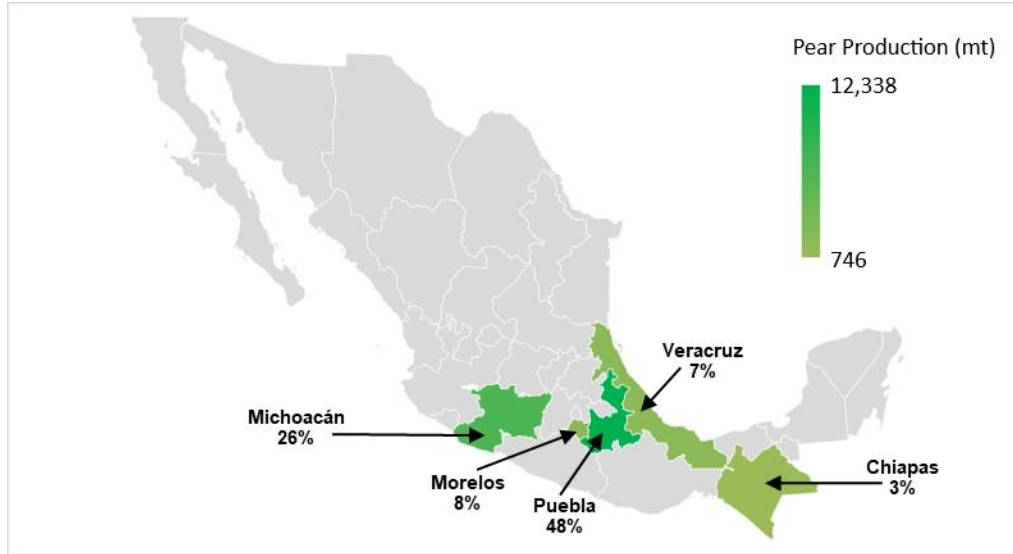 Pear Production (mt)
12,338
746
Veracruz
7%
Michoacán
26%
Morelos
8%
Puebla
48%
Chiapas
3%